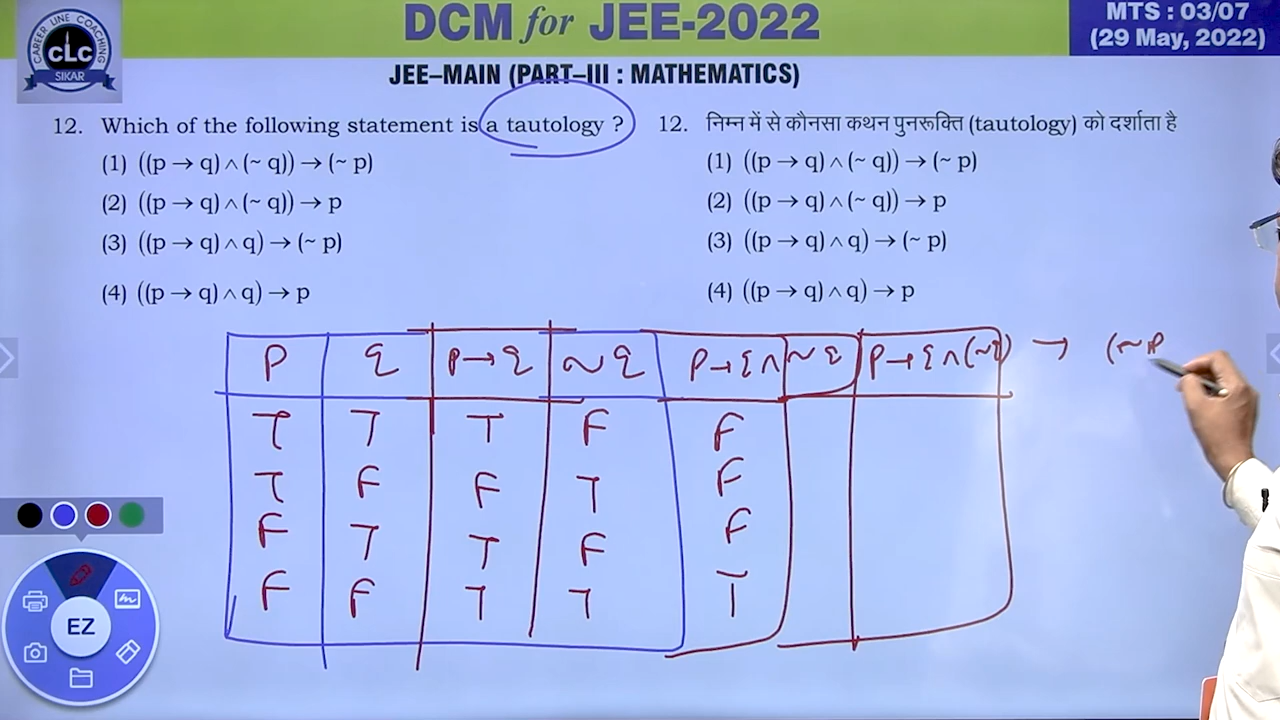 DCM for JEE-2022
MTS : 03/07
(29 May, 2022)
CAREER LINE COACHING
CLC
SIKAR
JEE–MAIN (PART–III : MATHEMATICS)
12. Which of the following statement is a tautology ?
(1) ((p → q) ∧ (~ q)) → (~ p)
(2) ((p → q) ∧ (~ q)) → p
(3) ((p → q) ∧ q) → (~ p)
(4) ((p → q) ∧ q) → p
12. निम्न में से कौनसा कथन पुनरूक्ति (tautology) को दर्शाता है
(1) ((p → q) ∧ (~ q)) → (~ p)
(2) ((p → q) ∧ (~ q)) → p
(3) ((p → q) ∧ q) → (~ p)
(4) ((p → q) ∧ q) → p
P q P→q ~q P→q∧ ~q P→q∧(~q) → (~P
T T T F F
T F F T F
F T T F F
F F T T T
EZ